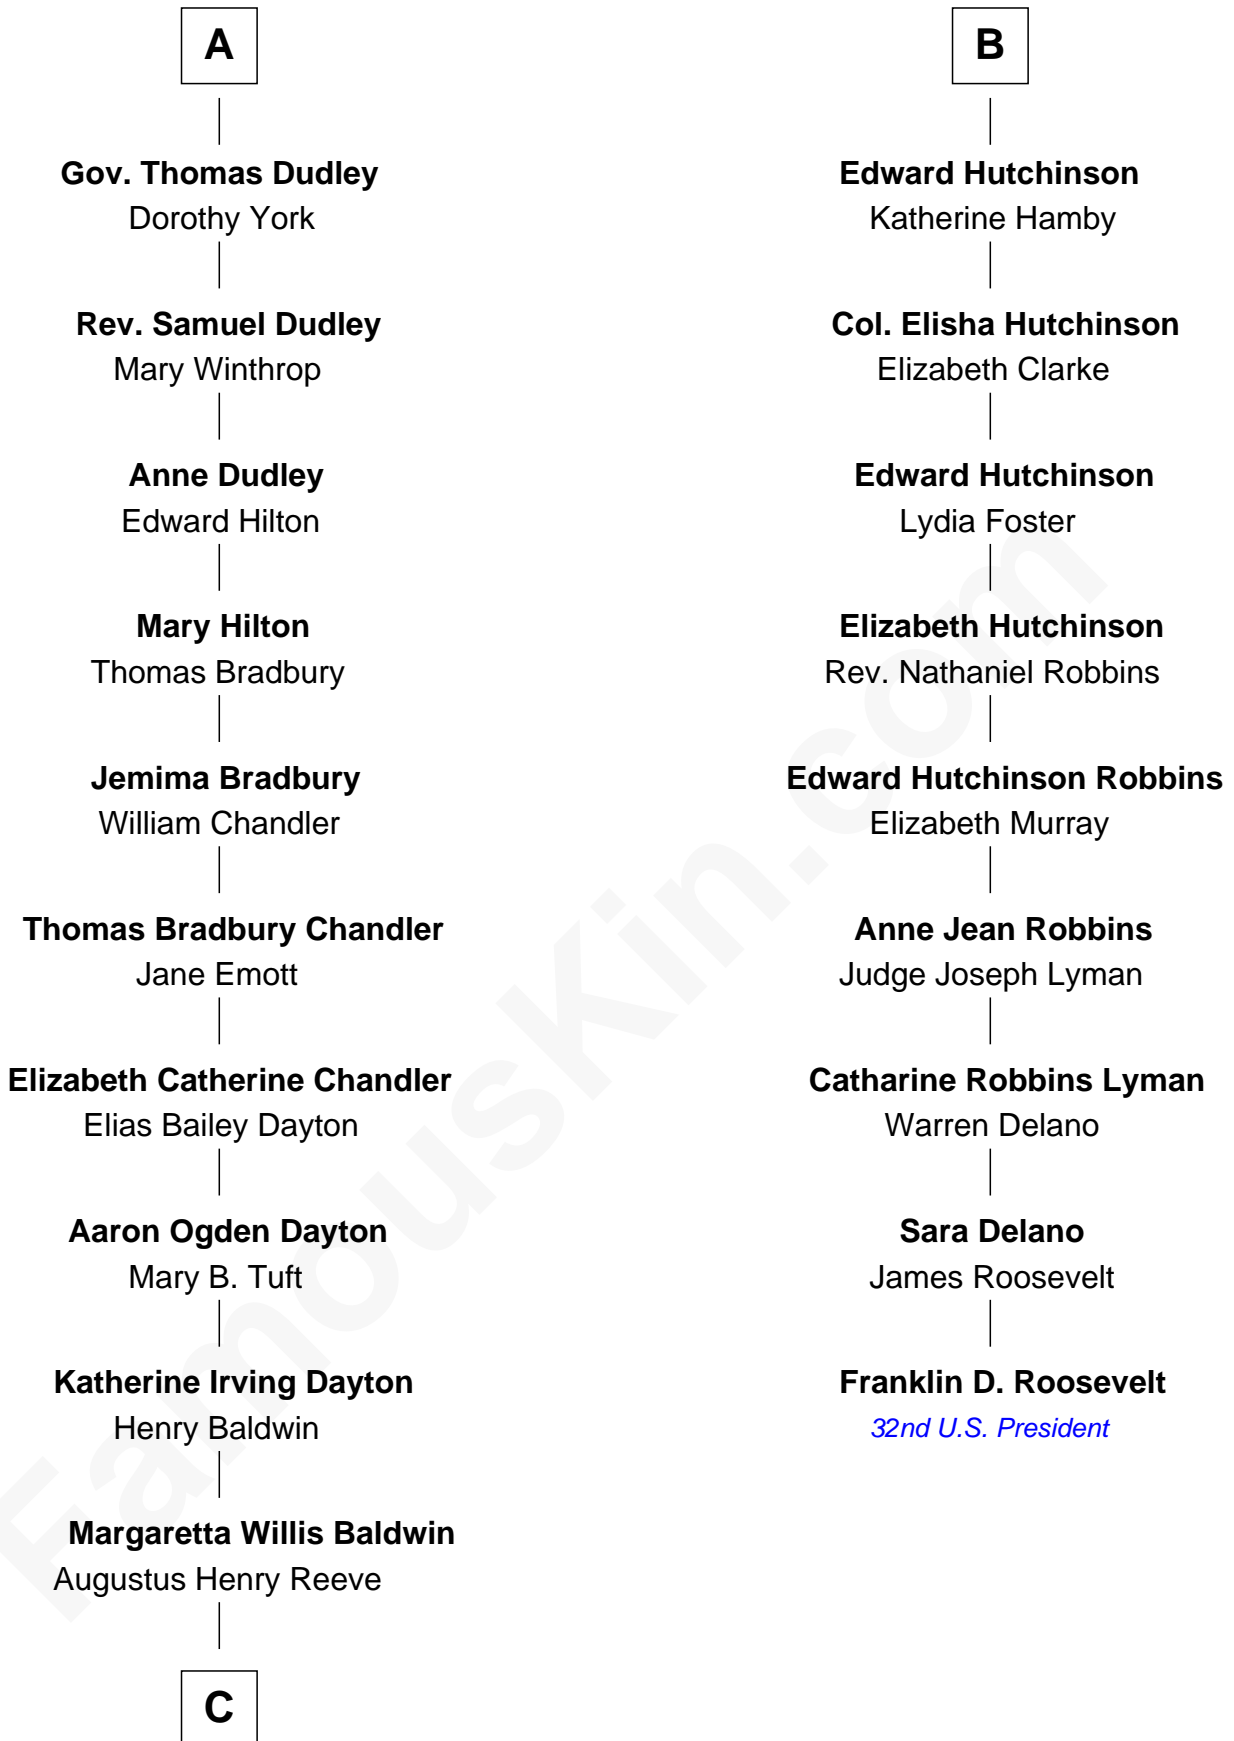 A
Gov. Thomas Dudley
Dorothy York
Rev. Samuel Dudley
Mary Winthrop
Anne Dudley
Edward Hilton
Mary Hilton
Thomas Bradbury
Jemima Bradbury
William Chandler
Thomas Bradbury Chandler
Jane Emott
Elizabeth Catherine Chandler
Elias Bailey Dayton
Aaron Ogden Dayton
Mary B. Tuft
Katherine Irving Dayton
Henry Baldwin
Margaretta Willis Baldwin
Augustus Henry Reeve
C
B
Edward Hutchinson
Katherine Hamby
Col. Elisha Hutchinson
Elizabeth Clarke
Edward Hutchinson
Lydia Foster
Elizabeth Hutchinson
Rev. Nathaniel Robbins
Edward Hutchinson Robbins
Elizabeth Murray
Anne Jean Robbins
Judge Joseph Lyman
Catharine Robbins Lyman
Warren Delano
Sara Delano
James Roosevelt
Franklin D. Roosevelt
32nd U.S. President
FamousKin.com